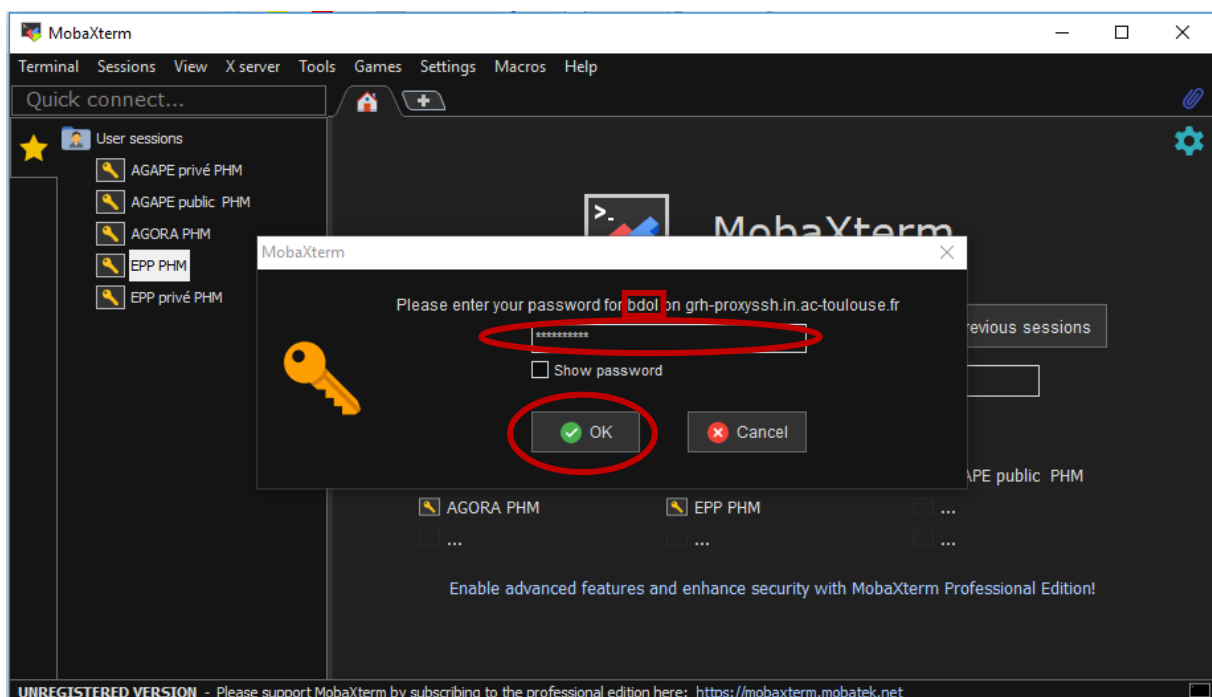 MobaXterm
Terminal Sessions View X server Tools Games Settings Macros Help
Quick connect...
User sessions
AGAPE privé PHM
AGAPE public PHM
AGORA PHM
EPP PHM
EPP privé PHM
MobaXterm
MobaXterm
Please enter your password for bdol on grh-proxyssh.in.ac-toulouse.fr
**********
Show password
OK Cancel
sessions
public PHM
AGORA PHM EPP PHM ...
... ... ...
Enable advanced features and enhance security with MobaXterm Professional Edition!
UNREGISTERED VERSION - Please support MobaXterm by subscribing to the professional edition here: https://mobaxterm.mobatek.net